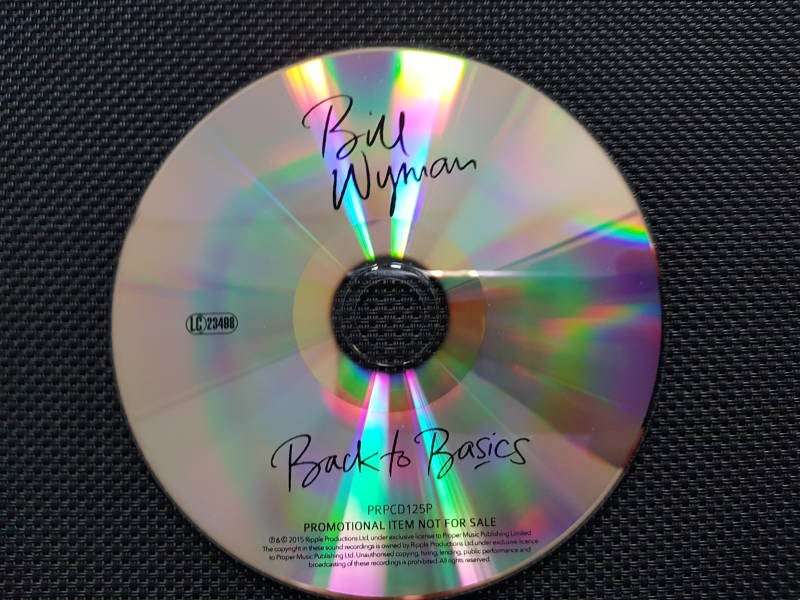 Bill
Wyman
LC 23498
Back to Basics
PRPCD125P
PROMOTIONAL ITEM NOT FOR SALE
℗ & © 2015 Ripple Productions Ltd, under exclusive license to Proper Music Publishing Limited
The copyright in these sound recordings is owned by Ripple Productions Ltd under exclusive licence
to Proper Music Publishing Ltd. Unauthorised copying, hiring, lending, public performance and
broadcasting of these recordings is prohibited. All rights reserved.